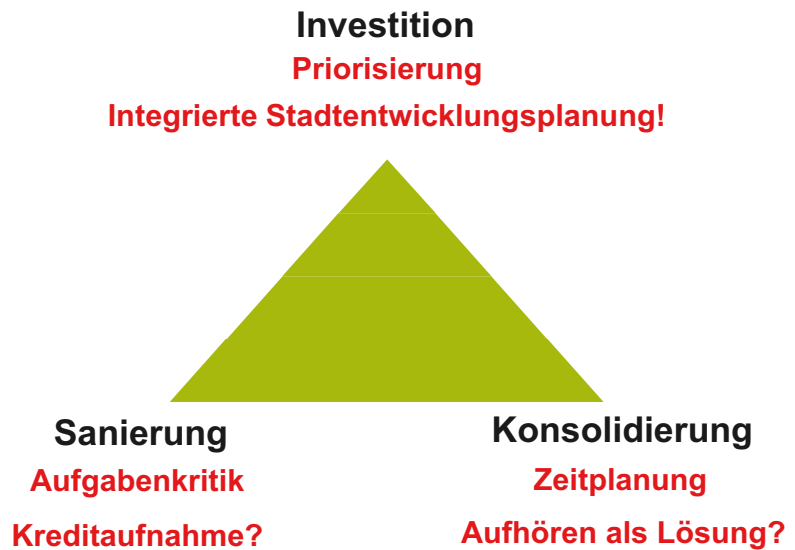 Investition
Priorisierung
Integrierte Stadtentwicklungsplanung!
Sanierung
Aufgabenkritik
Kreditaufnahme?
Konsolidierung
Zeitplanung
Aufhören als Lösung?